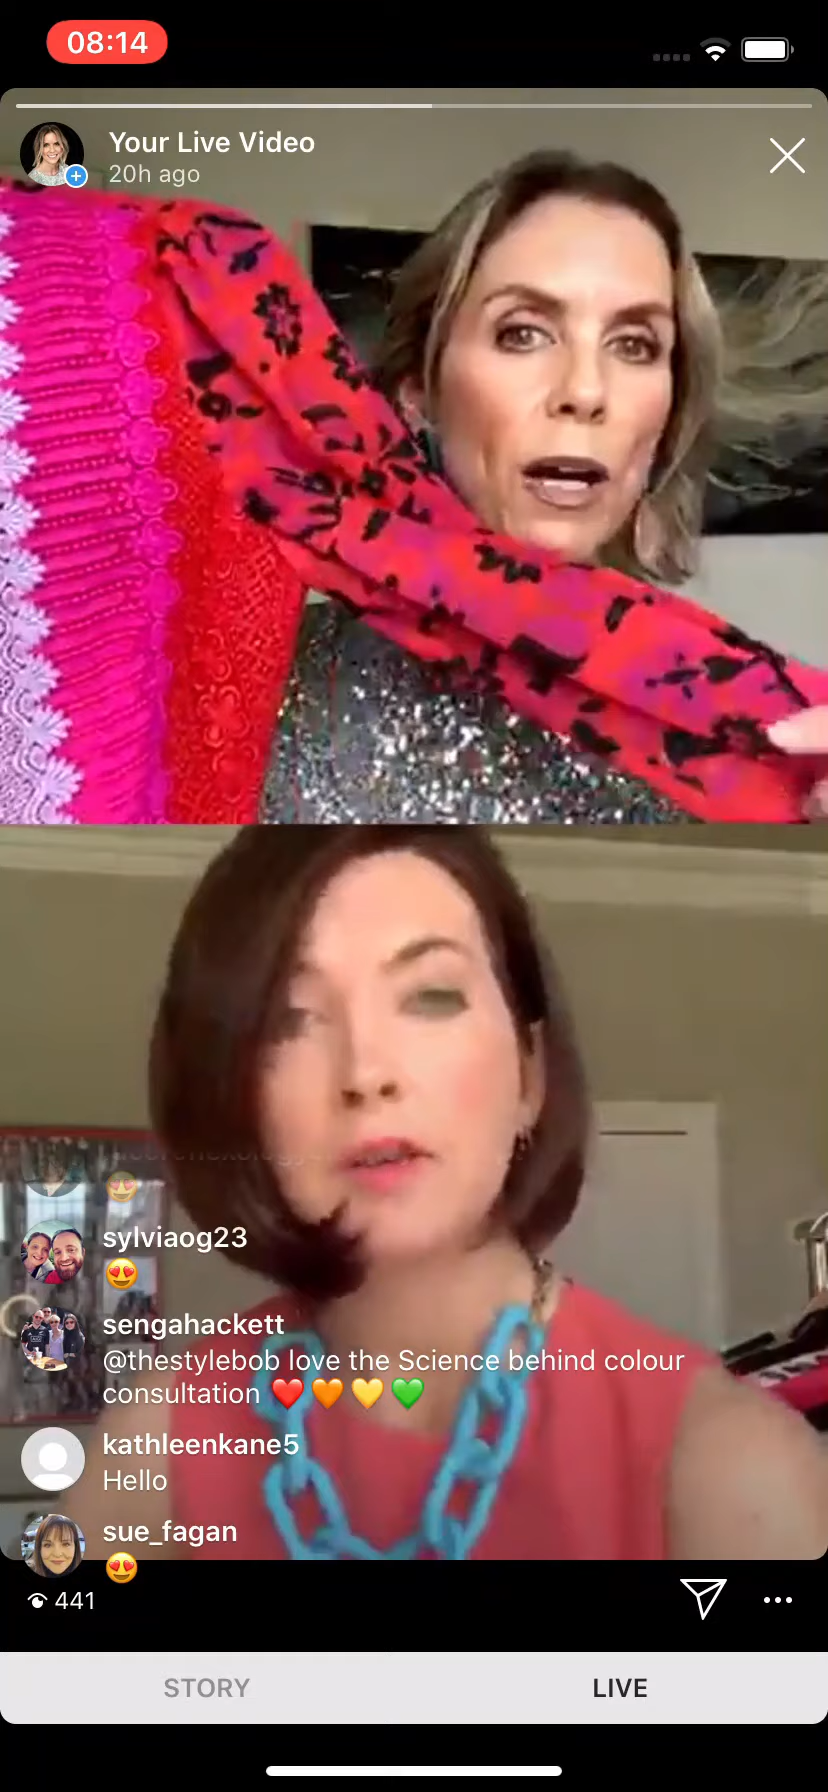 08:14
Your Live Video
20h ago
😍
sylviaog23
😍
sengahackett
@thestylebob love the Science behind colour
consultation ❤️🧡💛💚
kathleenkane5
Hello
sue_fagan
😍
441
STORY
LIVE